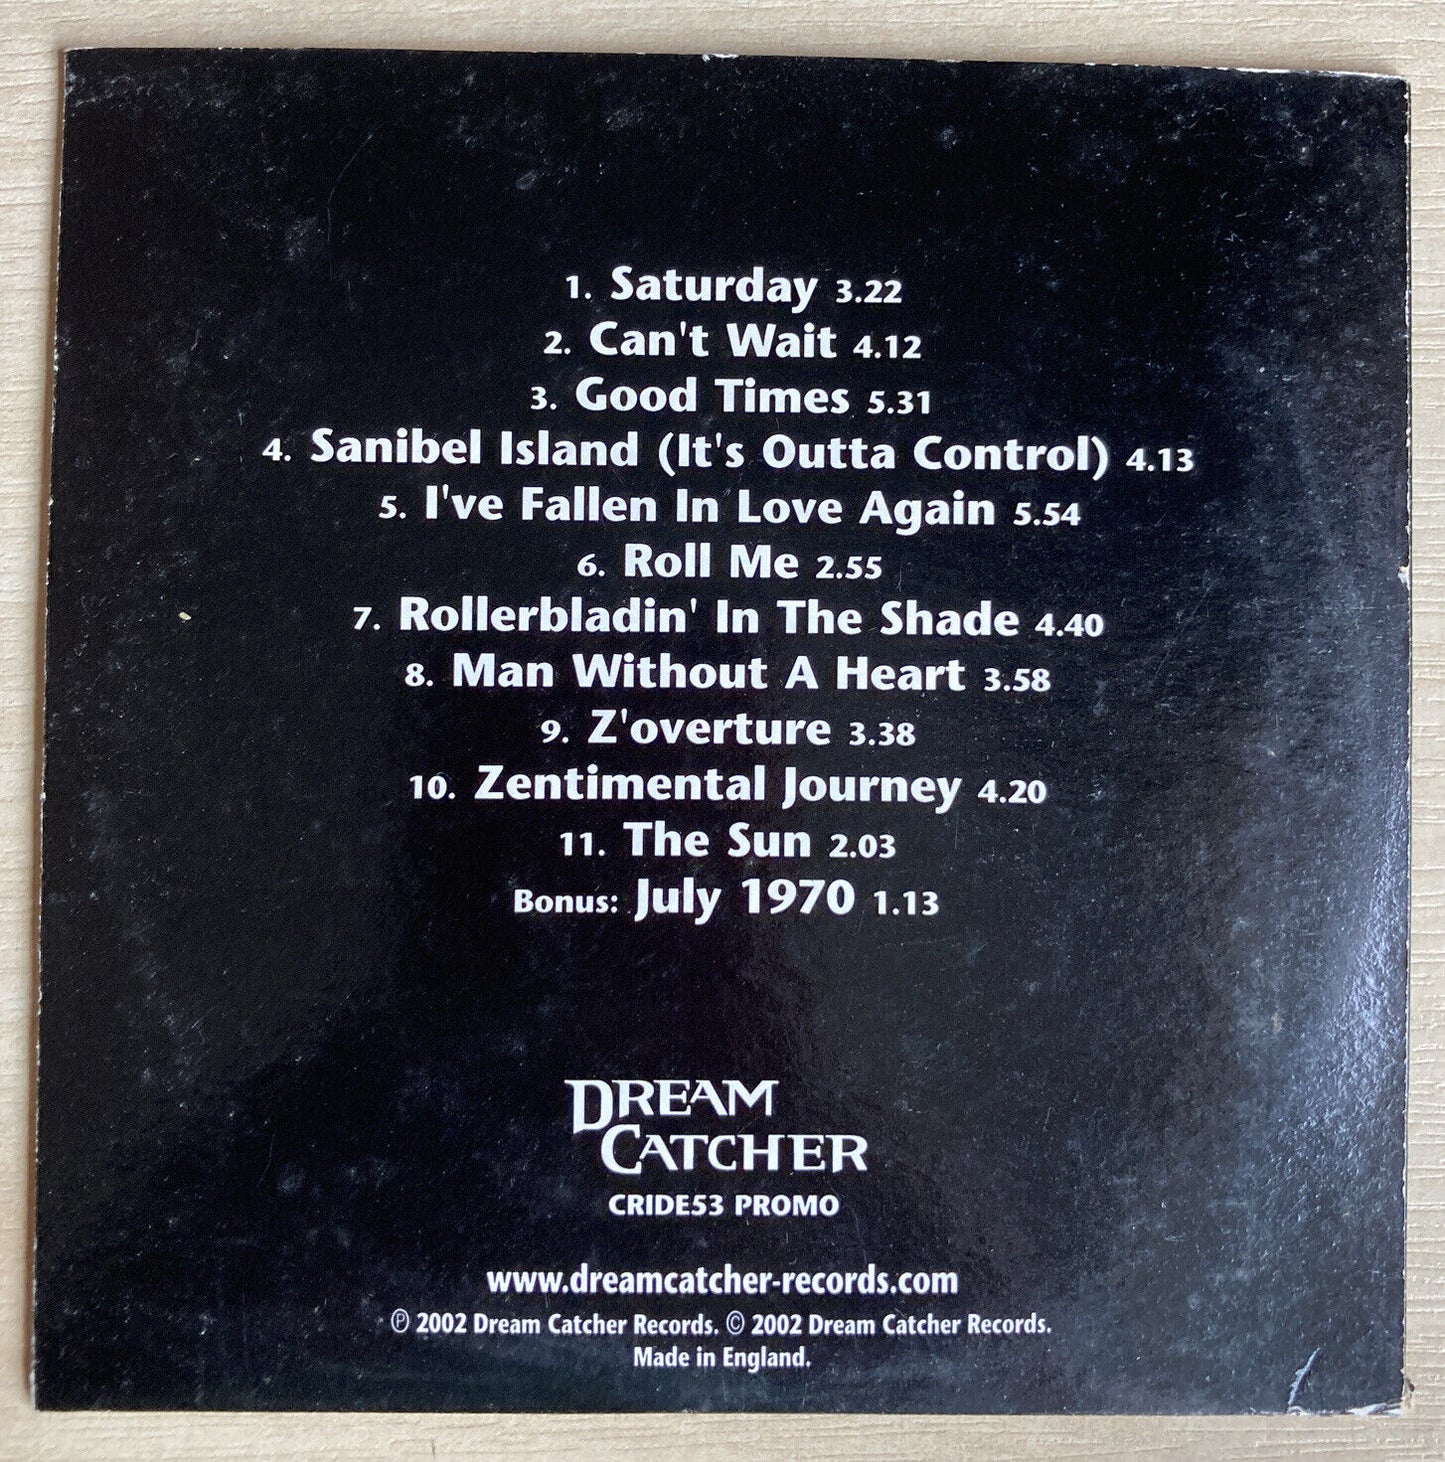 1. Saturday 3.22
2. Can't Wait 4.12
3. Good Times 5.31
4. Sanibel Island (It's Outta Control) 4.13
5. I've Fallen In Love Again 5.54
6. Roll Me 2.55
7. Rollerbladin' In The Shade 4.40
8. Man Without A Heart 3.58
9. Z'overture 3.38
10. Zentimental Journey 4.20
11. The Sun 2.03
Bonus: July 1970 1.13
DREAM
CATCHER
CRIDE53 PROMO
www.dreamcatcher-records.com
℗ 2002 Dream Catcher Records. © 2002 Dream Catcher Records.
Made in England.